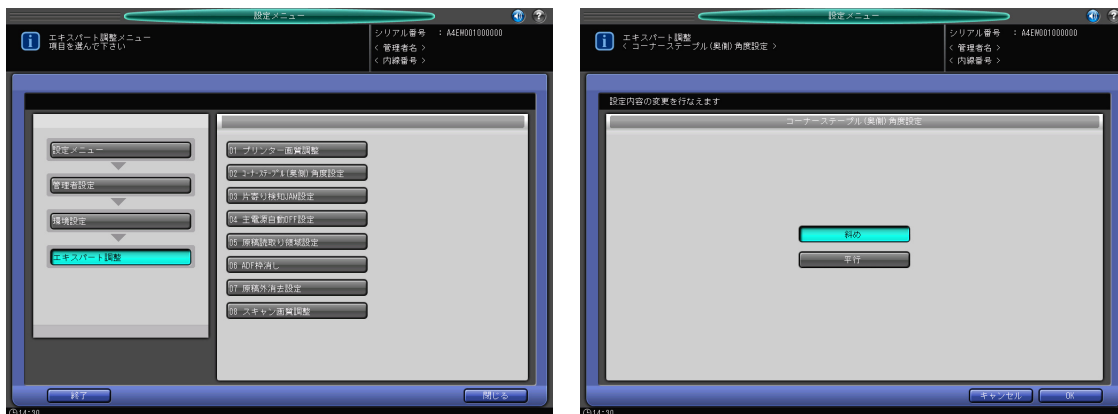 設定メニュー
エキスパート調整メニュー
項目を選んで下さい
シリアル番号 : A4EM001000000
< 管理者名 >
< 内線番号 >
設定メニュー
管理者設定
環境設定
エキスパート調整
01 プリンター画質調整
02 コーナーステープル(奥側)角度設定
03 片寄り検知JAM設定
04 主電源自動OFF設定
05 原稿読取り領域設定
06 ADF枠消し
07 原稿外消去設定
08 スキャン画質調整
終了
閉じる
14:30
設定メニュー
エキスパート調整
< コーナーステープル(奥側)角度設定 >
シリアル番号 : A4EM001000000
< 管理者名 >
< 内線番号 >
設定内容の変更を行なえます
コーナーステープル(奥側)角度設定
斜め
平行
キャンセル
OK
14:30